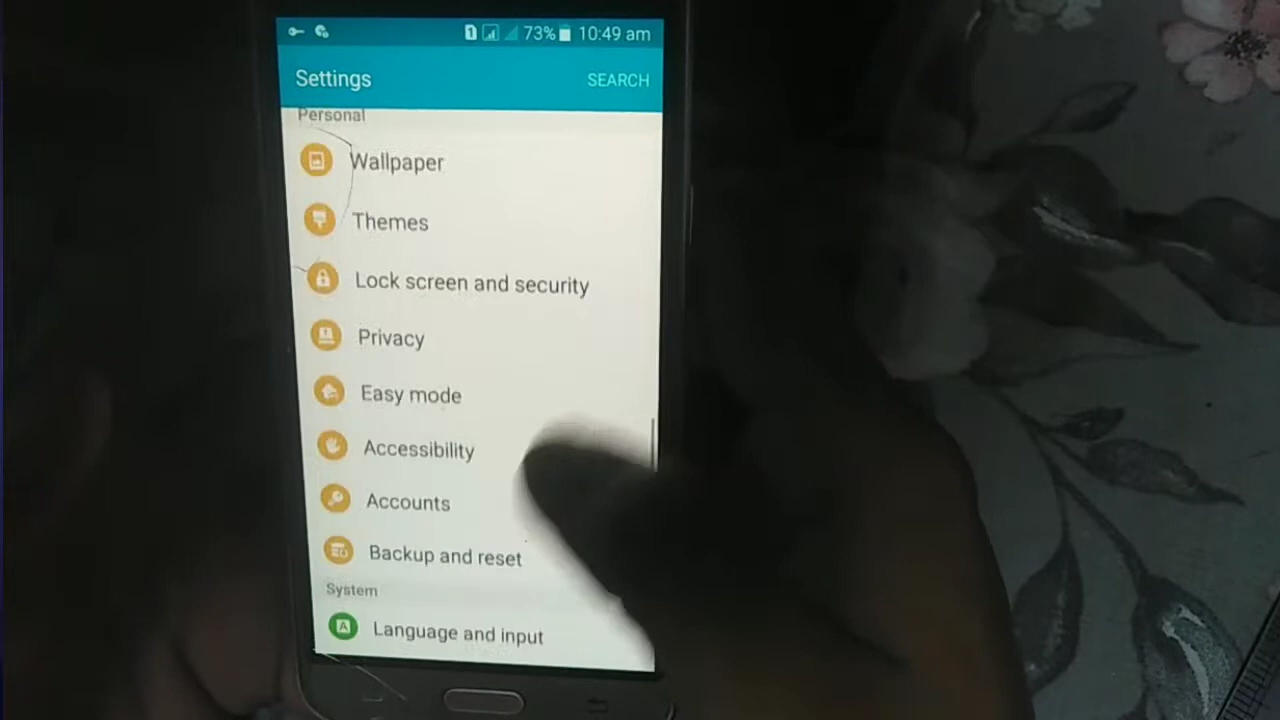 1 73% 10:49 am
Settings SEARCH
Personal
Wallpaper
Themes
Lock screen and security
Privacy
Easy mode
Accessibility
Accounts
Backup and reset
System
A Language and input